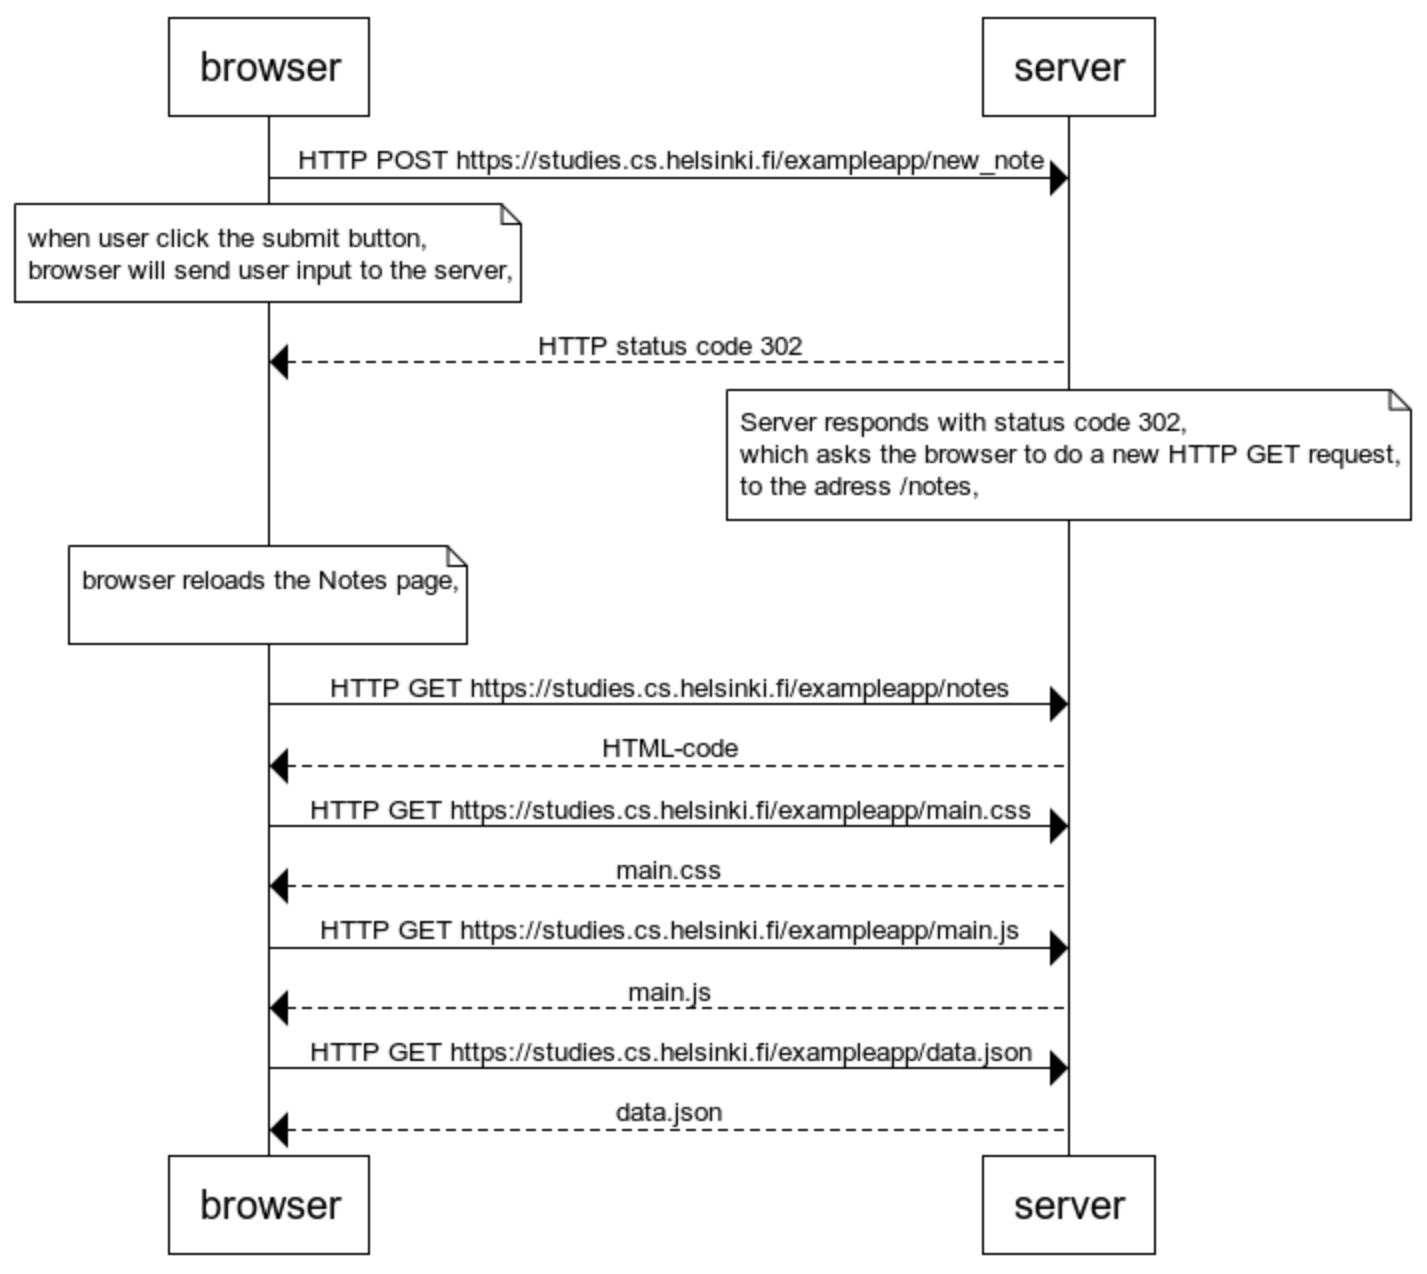 browser
server
HTTP POST https://studies.cs.helsinki.fi/exampleapp/new_note
when user click the submit button,
browser will send user input to the server,
HTTP status code 302
Server responds with status code 302,
which asks the browser to do a new HTTP GET request,
to the adress /notes,
browser reloads the Notes page,
HTTP GET https://studies.cs.helsinki.fi/exampleapp/notes
HTML-code
HTTP GET https://studies.cs.helsinki.fi/exampleapp/main.css
main.css
HTTP GET https://studies.cs.helsinki.fi/exampleapp/main.js
main.js
HTTP GET https://studies.cs.helsinki.fi/exampleapp/data.json
data.json
browser
server